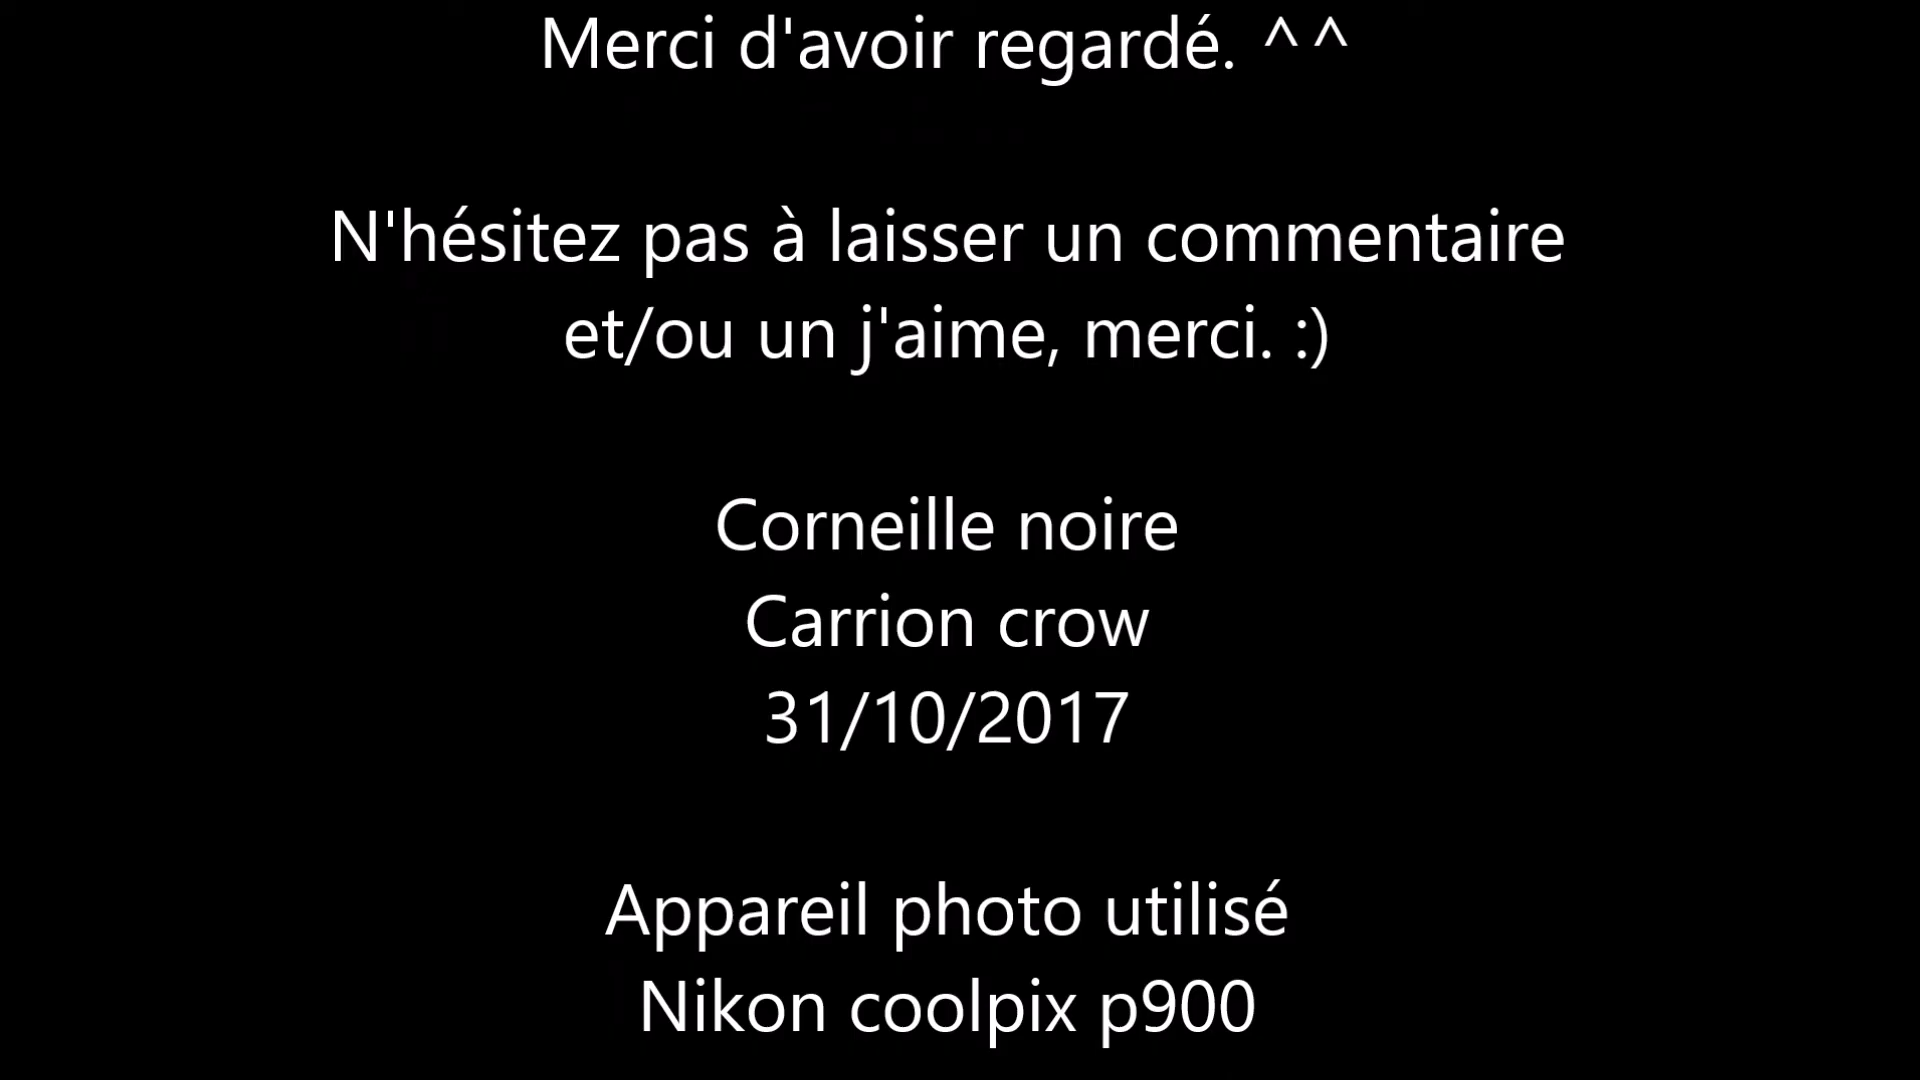 Merci d'avoir regardé. ^^
N'hésitez pas à laisser un commentaire
et/ou un j'aime, merci. :)
Corneille noire
Carrion crow
31/10/2017
Appareil photo utilisé
Nikon coolpix p900